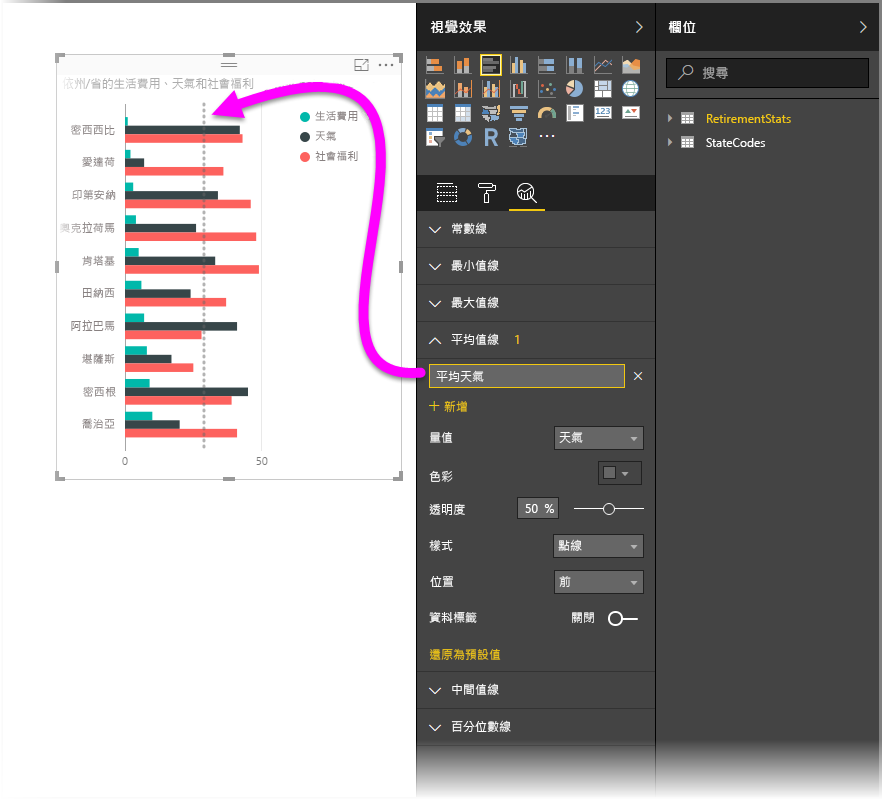 視覺效果
欄位
依州/省的生活費用、天氣和社會福利
生活費用
天氣
社會福利
密西西比
愛達荷
印第安納
奧克拉荷馬
肯塔基
田納西
阿拉巴馬
堪薩斯
密西根
喬治亞
0
50
R
123
常數線
最小值線
最大值線
平均值線 1
平均天氣
新增
量值 天氣
色彩
透明度 50 %
樣式 點線
位置 前
資料標籤 關閉
還原為預設值
中間值線
百分位數線
搜尋
RetirementStats
StateCodes